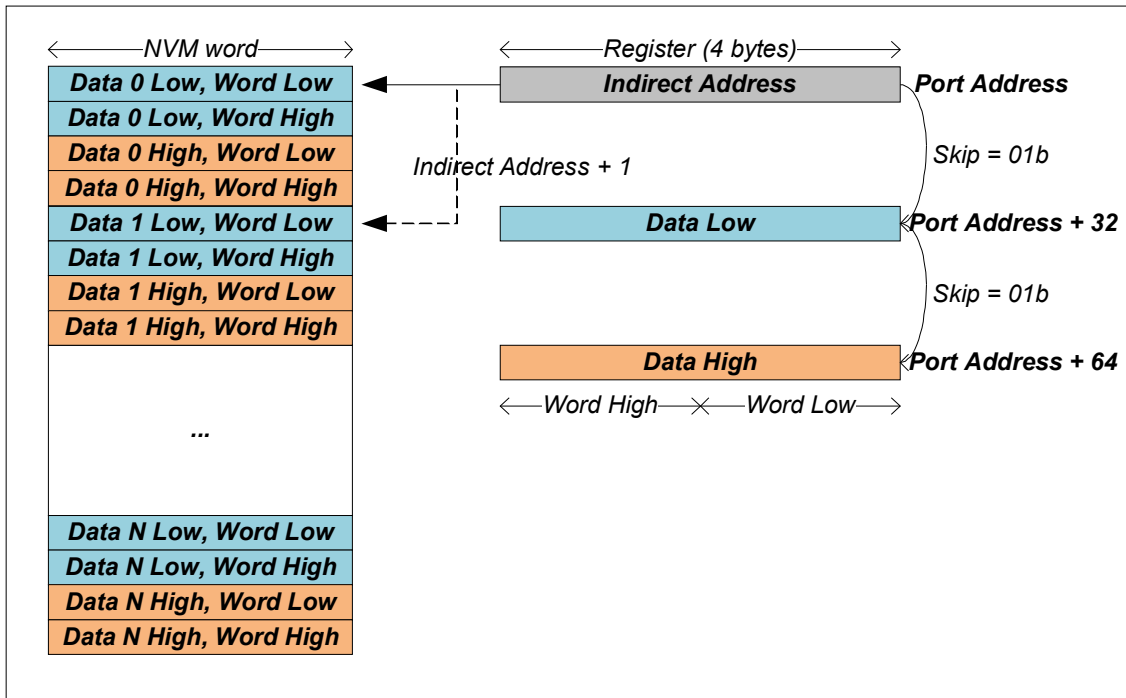 NVM word
Data 0 Low, Word Low
Data 0 Low, Word High
Data 0 High, Word Low
Data 0 High, Word High
Data 1 Low, Word Low
Data 1 Low, Word High
Data 1 High, Word Low
Data 1 High, Word High
...
Data N Low, Word Low
Data N Low, Word High
Data N High, Word Low
Data N High, Word High
Indirect Address + 1
Register (4 bytes)
Indirect Address
Port Address
Skip = 01b
Data Low
Port Address + 32
Skip = 01b
Data High
Port Address + 64
Word High
Word Low